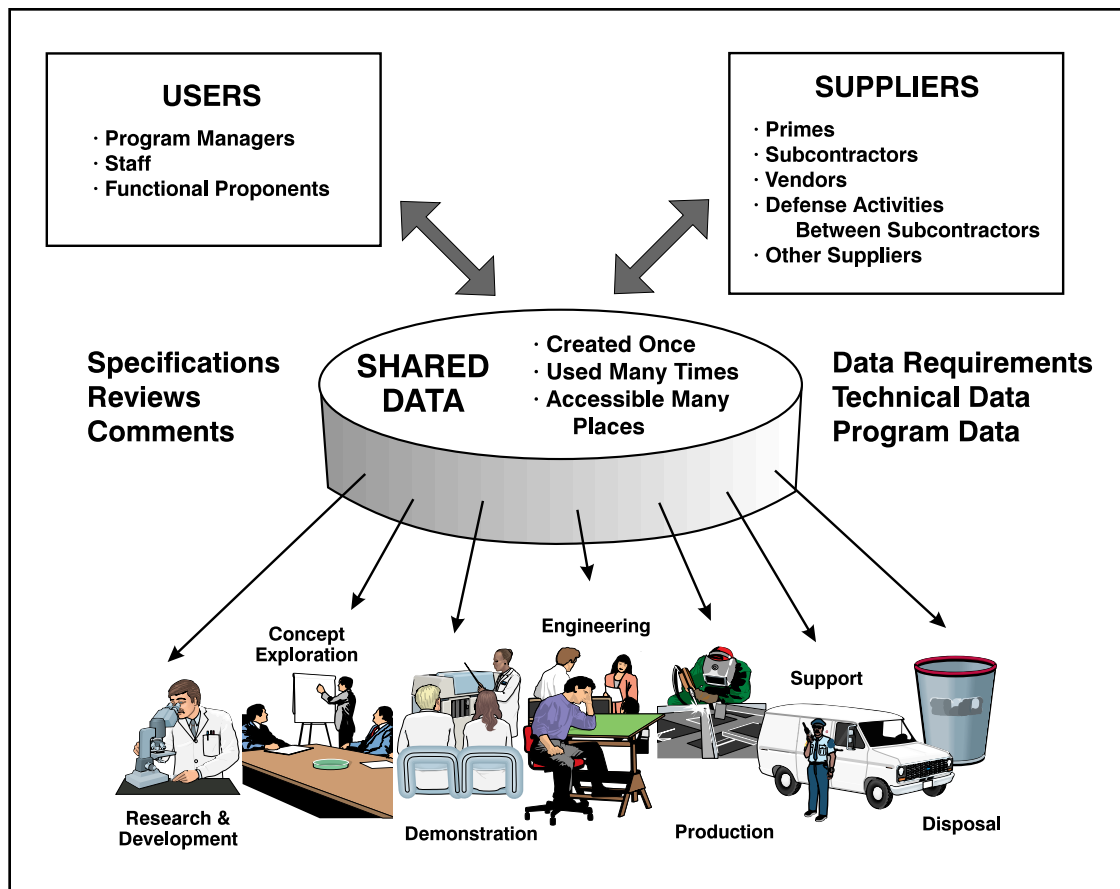 USERS
· Program Managers
· Staff
· Functional Proponents
SUPPLIERS
· Primes
· Subcontractors
· Vendors
· Defense Activities
Between Subcontractors
· Other Suppliers
SHARED
DATA
· Created Once
· Used Many Times
· Accessible Many
Places
Specifications
Reviews
Comments
Data Requirements
Technical Data
Program Data
Research &
Development
Concept
Exploration
Demonstration
Engineering
Production
Support
Disposal